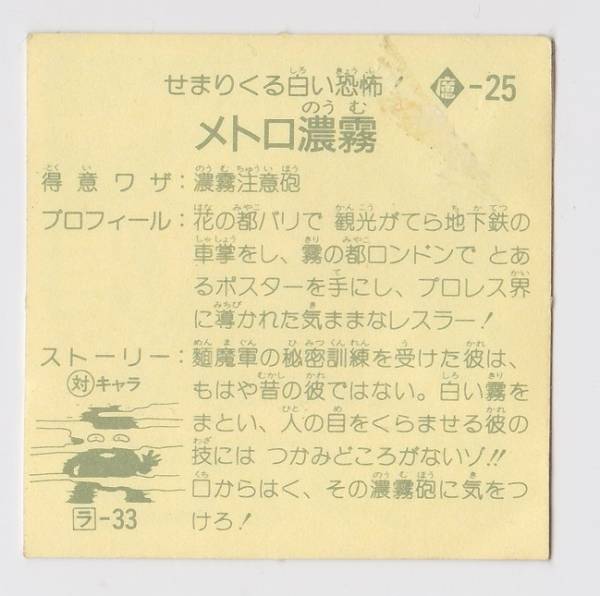 せまりくる白い恐怖! 魔-25
メトロ濃霧
得意ワザ:濃霧注意砲
プロフィール:花の都パリで 観光がてら地下鉄の
車掌をし、霧の都ロンドンで とあ
るポスターを手にし、プロレス界
に導かれた気ままなレスラー!
ストーリー:麺魔軍の秘密訓練を受けた彼は、
対キャラ もはや昔の彼ではない。白い霧を
まとい、人の目をくらませる彼の
技には つかみどころがないゾ!!
口からはく、その濃霧砲に気をつ
ラ-33 けろ!